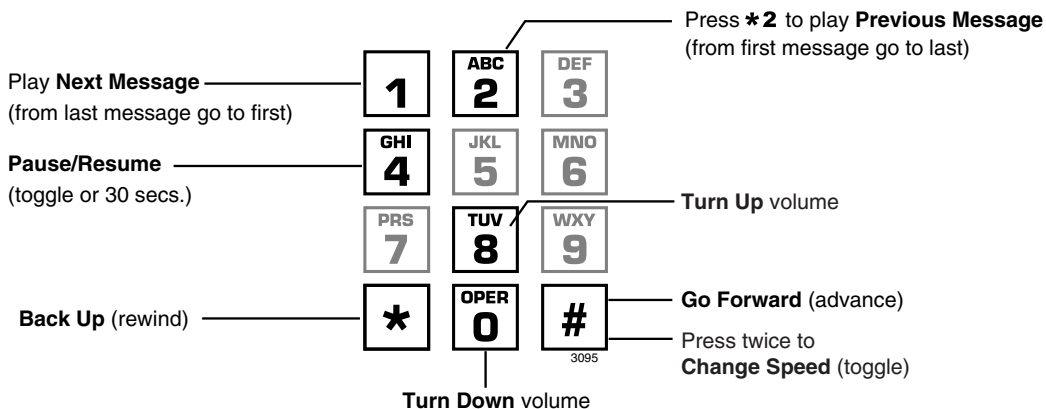 Press *2 to play Previous Message
(from first message go to last)
Play Next Message
(from last message go to first)
1
ABC
2
DEF
3
Pause/Resume
(toggle or 30 secs.)
GHI
4
JKL
5
MNO
6
Turn Up volume
PRS
7
TUV
8
WXY
9
Back Up (rewind)
*
OPER
0
#
3095
Go Forward (advance)
Press twice to
Change Speed (toggle)
Turn Down volume